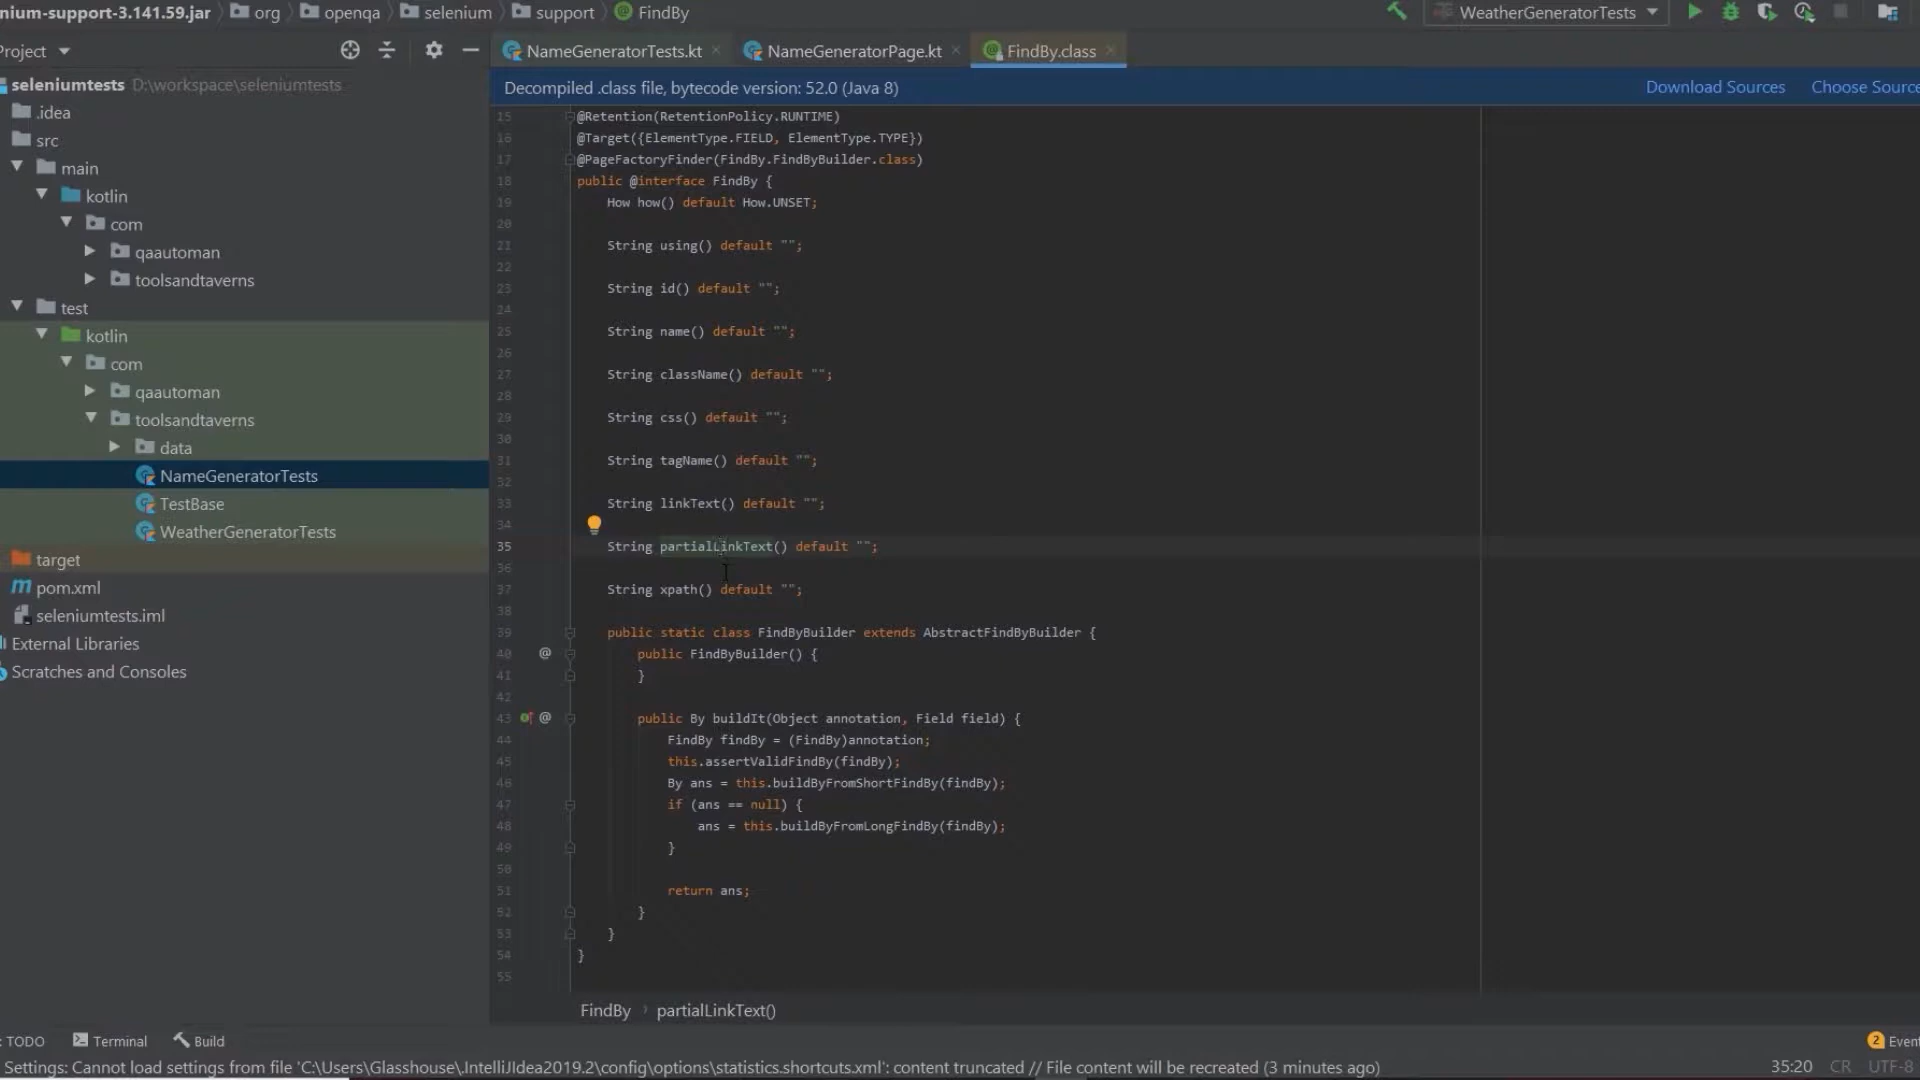 nium-support-3.141.59.jar org openqa selenium support FindBy WeatherGeneratorTests
Project NameGeneratorTests.kt NameGeneratorPage.kt FindBy.class
seleniumtests D:\workspace\seleniumtests
Decompiled .class file, bytecode version: 52.0 (Java 8) Download Sources Choose Source
.idea
src
main
kotlin
com
qaautoman
toolsandtaverns
test
kotlin
com
qaautoman
toolsandtaverns
data
NameGeneratorTests
TestBase
WeatherGeneratorTests
target
pom.xml
seleniumtests.iml
External Libraries
Scratches and Consoles
15 @Retention(RetentionPolicy.RUNTIME)
16 @Target({ElementType.FIELD, ElementType.TYPE})
17 @PageFactoryFinder(FindBy.FindByBuilder.class)
18 public @interface FindBy {
19 How how() default How.UNSET;
20
21 String using() default "";
22
23 String id() default "";
24
25 String name() default "";
26
27 String className() default "";
28
29 String css() default "";
30
31 String tagName() default "";
32
33 String linkText() default "";
34
35 String partialLinkText() default "";
36
37 String xpath() default "";
38
39 public static class FindByBuilder extends AbstractFindByBuilder {
40 @ public FindByBuilder() {
41 }
42
43 @ public By buildIt(Object annotation, Field field) {
44 FindBy findBy = (FindBy)annotation;
45 this.assertValidFindBy(findBy);
46 By ans = this.buildByFromShortFindBy(findBy);
47 if (ans == null) {
48 ans = this.buildByFromLongFindBy(findBy);
49 }
50
51 return ans;
52 }
53 }
54 }
55
FindBy › partialLinkText()
: TODO Terminal Build 2 Event
Settings: Cannot load settings from file 'C:\Users\Glasshouse\.IntelliJIdea2019.2\config\options\statistics.shortcuts.xml': content truncated // File content will be recreated (3 minutes ago) 35:20 CR UTF-8